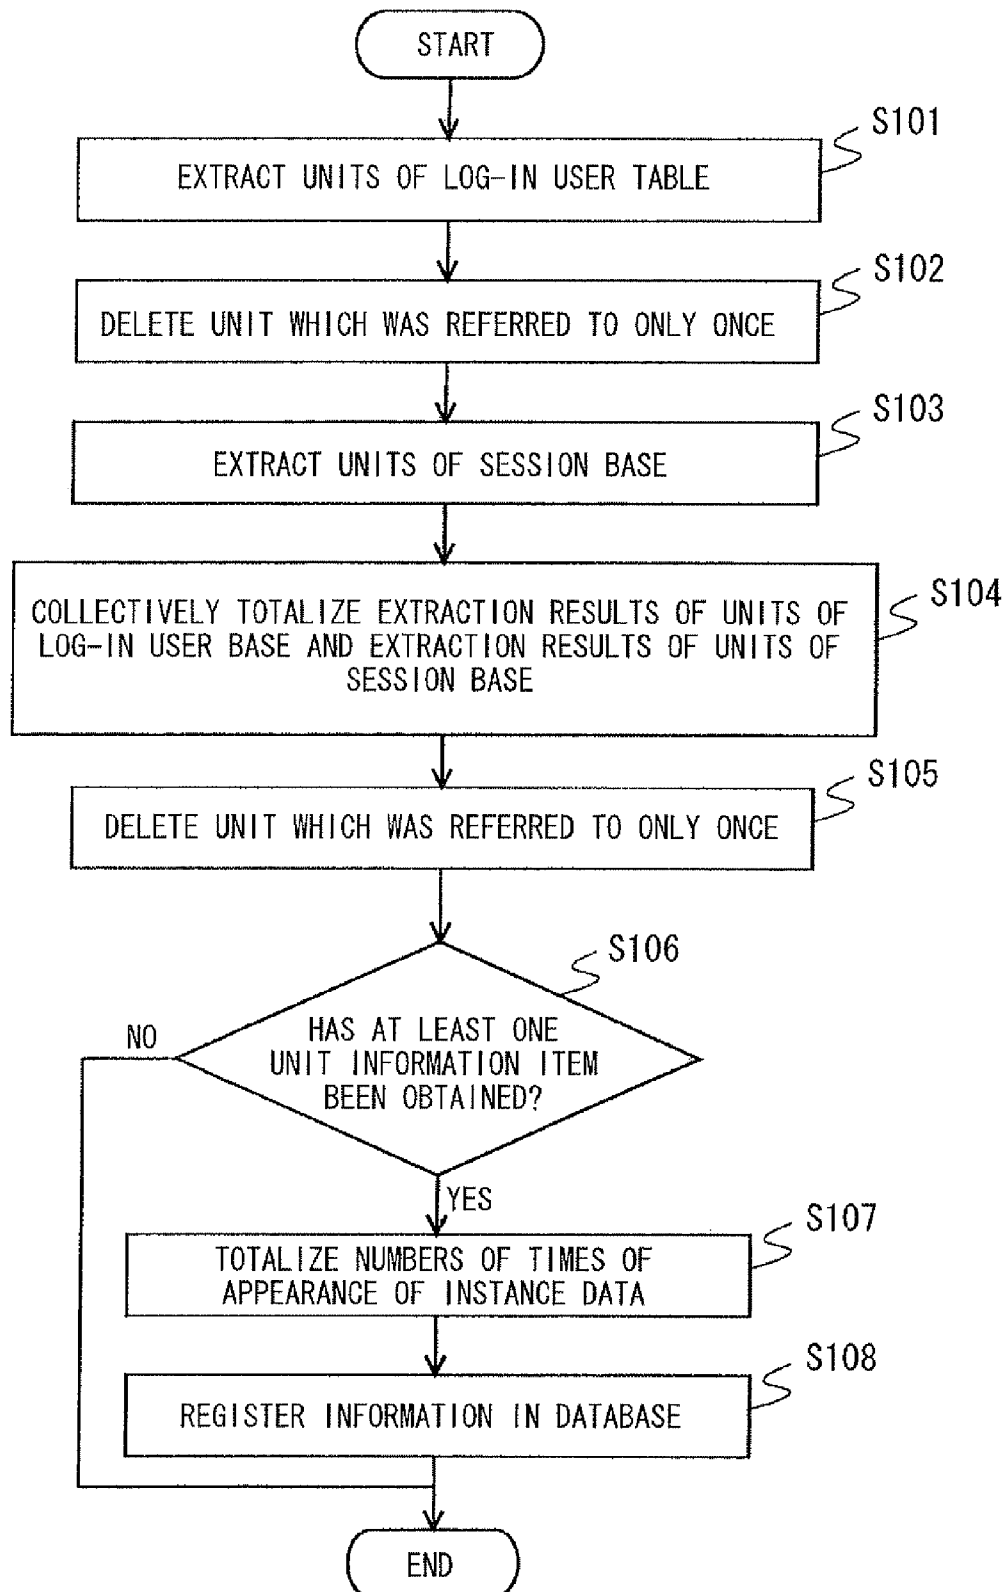 START
S101
EXTRACT UNITS OF LOG-IN USER TABLE
S102
DELETE UNIT WHICH WAS REFERRED TO ONLY ONCE
S103
EXTRACT UNITS OF SESSION BASE
S104
COLLECTIVELY TOTALIZE EXTRACTION RESULTS OF UNITS OF
LOG-IN USER BASE AND EXTRACTION RESULTS OF UNITS OF
SESSION BASE
S105
DELETE UNIT WHICH WAS REFERRED TO ONLY ONCE
S106
NO
HAS AT LEAST ONE
UNIT INFORMATION ITEM
BEEN OBTAINED?
YES
S107
TOTALIZE NUMBERS OF TIMES OF
APPEARANCE OF INSTANCE DATA
S108
REGISTER INFORMATION IN DATABASE
END